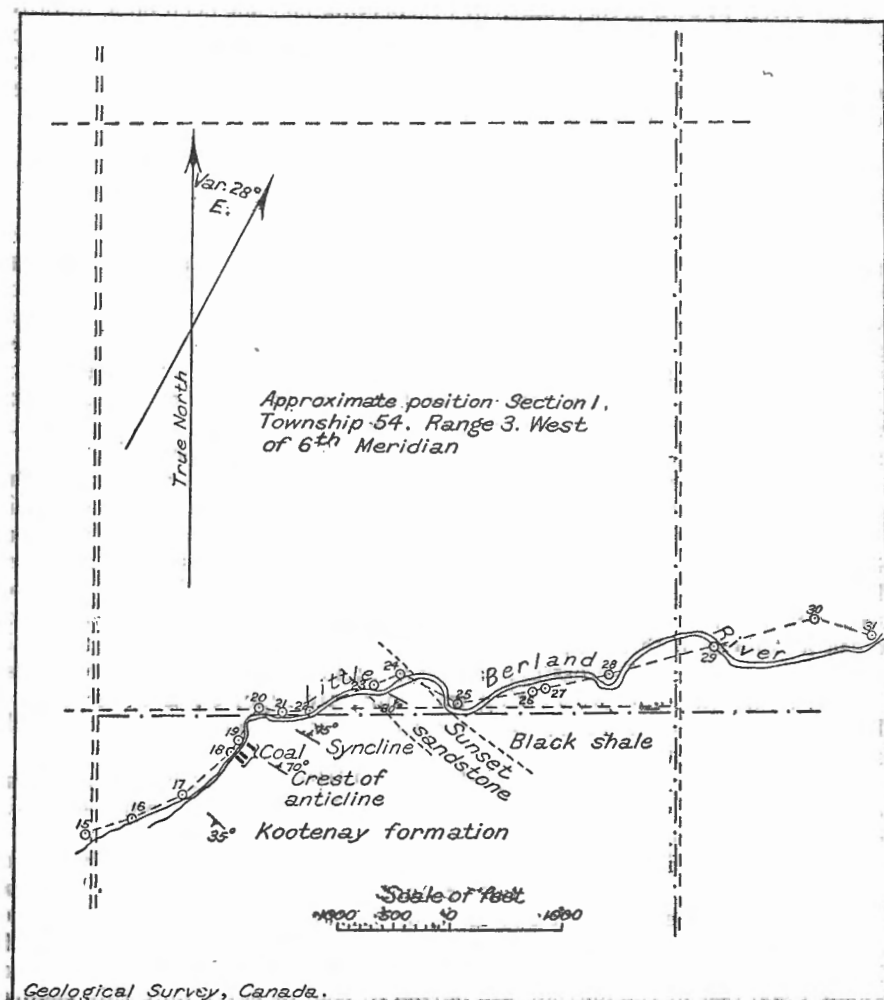 Var. 28°
E.
True North
Approximate position Section 1,
Township 54. Range 3. West
of 6th Meridian
30
31
29
River
28
Berland
27
26
25
24
23
Little
22
21
20
19
18
17
16
15
80°
Sunset
sandstone
Black shale
75°
Syncline
Coal
70°
Crest of
anticline
35°
Kootenay formation
Scale of feet
1000 500 0 1000
Geological Survey, Canada.